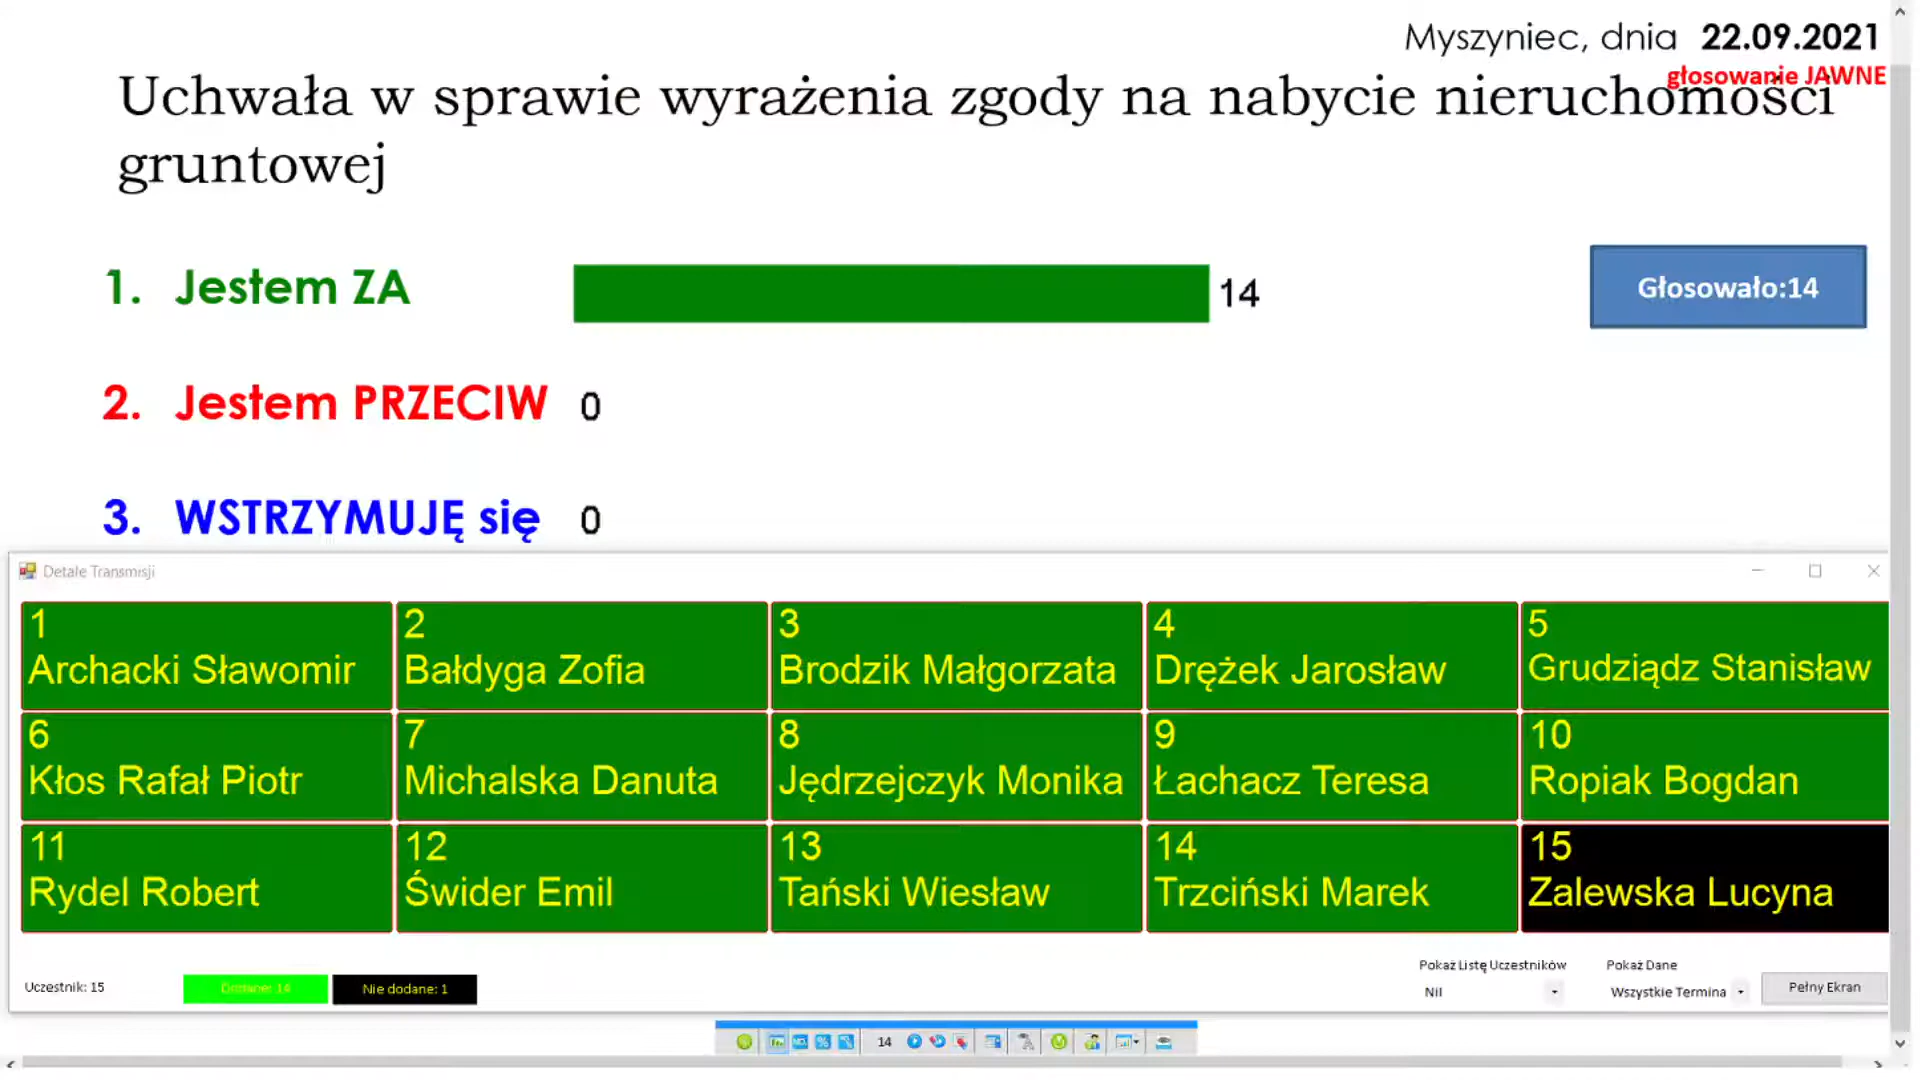 Myszyniec, dnia 22.09.2021
głosowanie JAWNE
Uchwała w sprawie wyrażenia zgody na nabycie nieruchomości
gruntowej
1. Jestem ZA 14
Głosowało:14
2. Jestem PRZECIW 0
3. WSTRZYMUJĘ się 0
Detale Transmisji
1
Archacki Sławomir
2
Bałdyga Zofia
3
Brodzik Małgorzata
4
Drężek Jarosław
5
Grudziądz Stanisław
6
Kłos Rafał Piotr
7
Michalska Danuta
8
Jędrzejczyk Monika
9
Łachacz Teresa
10
Ropiak Bogdan
11
Rydel Robert
12
Świder Emil
13
Tański Wiesław
14
Trzciński Marek
15
Zalewska Lucyna
Uczestnik: 15
Dodane: 14
Nie dodane: 1
Pokaż Listę Uczestników
Nil
Pokaż Dane
Wszystkie Termina
Pełny Ekran
14